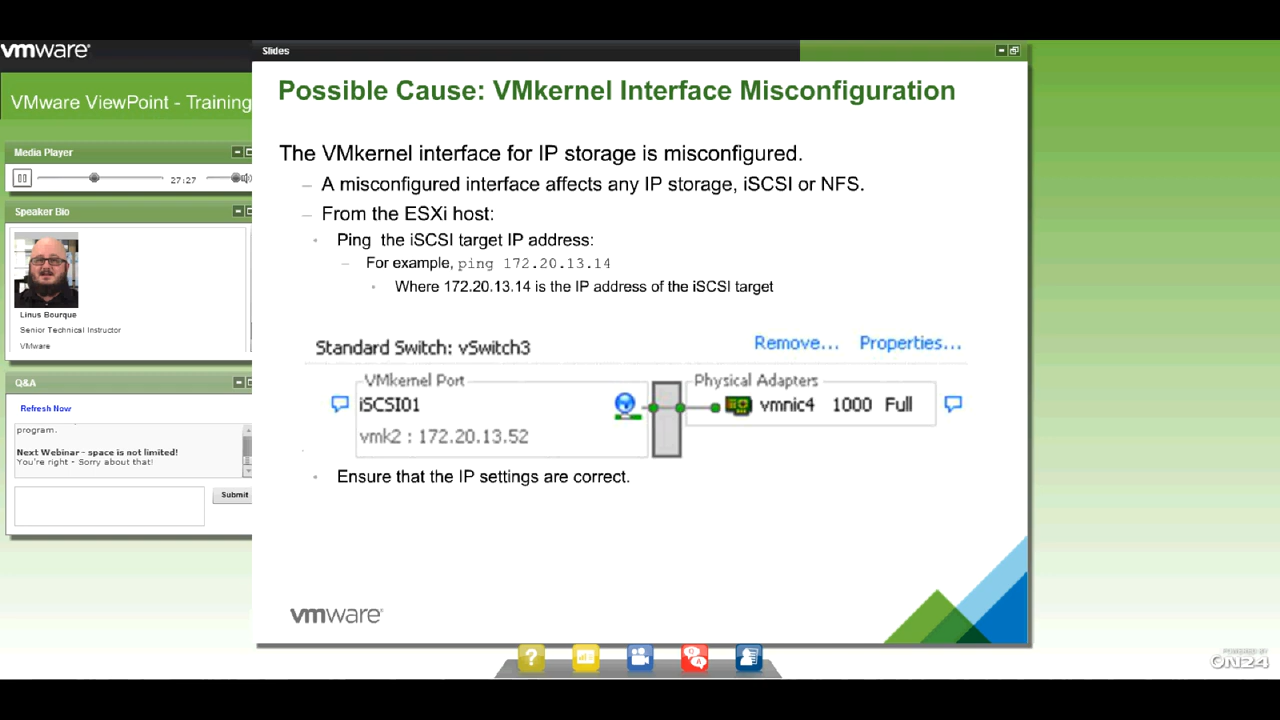 vmware
Slides
VMware ViewPoint - Training
Media Player
27:27
Speaker Bio
Linus Bourque
Senior Technical Instructor
VMware
Q&A
Refresh Now
program.
Next Webinar - space is not limited!
You're right - Sorry about that!
Submit
Possible Cause: VMkernel Interface Misconfiguration
The VMkernel interface for IP storage is misconfigured.
– A misconfigured interface affects any IP storage, iSCSI or NFS.
– From the ESXi host:
• Ping the iSCSI target IP address:
– For example, ping 172.20.13.14
• Where 172.20.13.14 is the IP address of the iSCSI target
Standard Switch: vSwitch3 Remove... Properties...
VMkernel Port Physical Adapters
iSCSI01 vmnic4 1000 Full
vmk2 : 172.20.13.52
• Ensure that the IP settings are correct.
vmware
?
POWERED BY
ON24